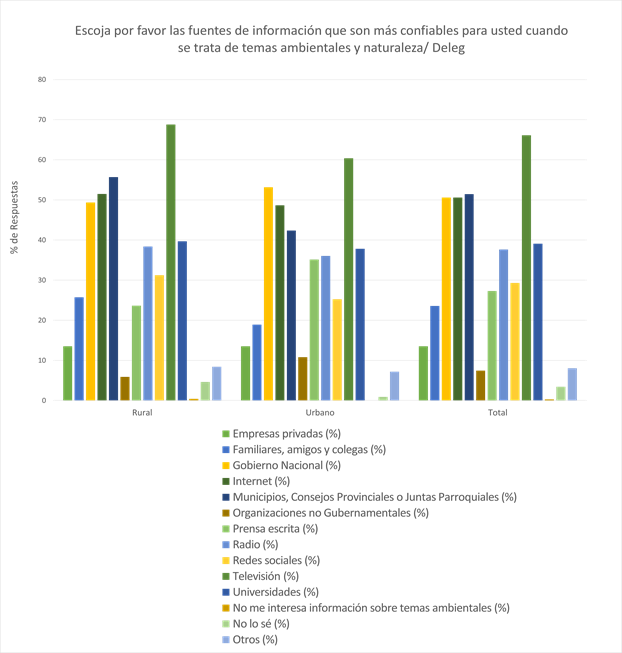 Escoja por favor las fuentes de información que son más confiables para usted cuando
se trata de temas ambientales y naturaleza/ Deleg
% de Respuestas
80
70
60
50
40
30
20
10
0
Rural
Urbano
Total
Empresas privadas (%)
Familiares, amigos y colegas (%)
Gobierno Nacional (%)
Internet (%)
Municipios, Consejos Provinciales o Juntas Parroquiales (%)
Organizaciones no Gubernamentales (%)
Prensa escrita (%)
Radio (%)
Redes sociales (%)
Televisión (%)
Universidades (%)
No me interesa información sobre temas ambientales (%)
No lo sé (%)
Otros (%)